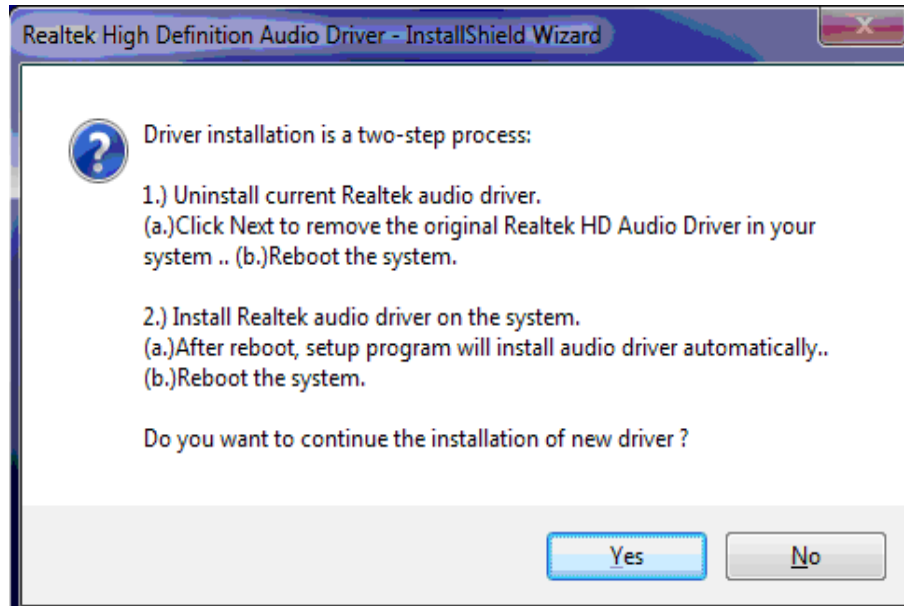 Realtek High Definition Audio Driver - InstallShield Wizard
Driver installation is a two-step process:
1.) Uninstall current Realtek audio driver.
(a.)Click Next to remove the original Realtek HD Audio Driver in your
system .. (b.)Reboot the system.
2.) Install Realtek audio driver on the system.
(a.)After reboot, setup program will install audio driver automatically..
(b.)Reboot the system.
Do you want to continue the installation of new driver ?
Yes
No